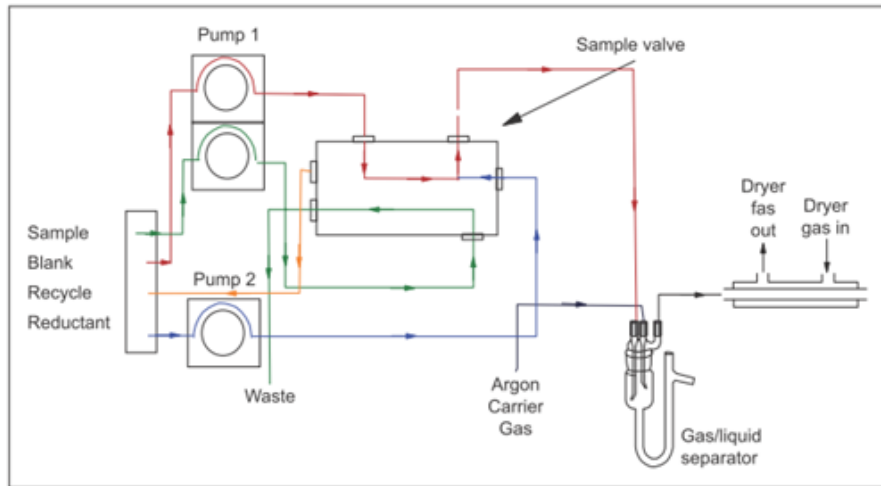 Pump 1
Sample valve
Sample
Blank
Recycle
Reductant
Pump 2
Waste
Argon
Carrier
Gas
Dryer
fas
out
Dryer
gas in
Gas/liquid
separator